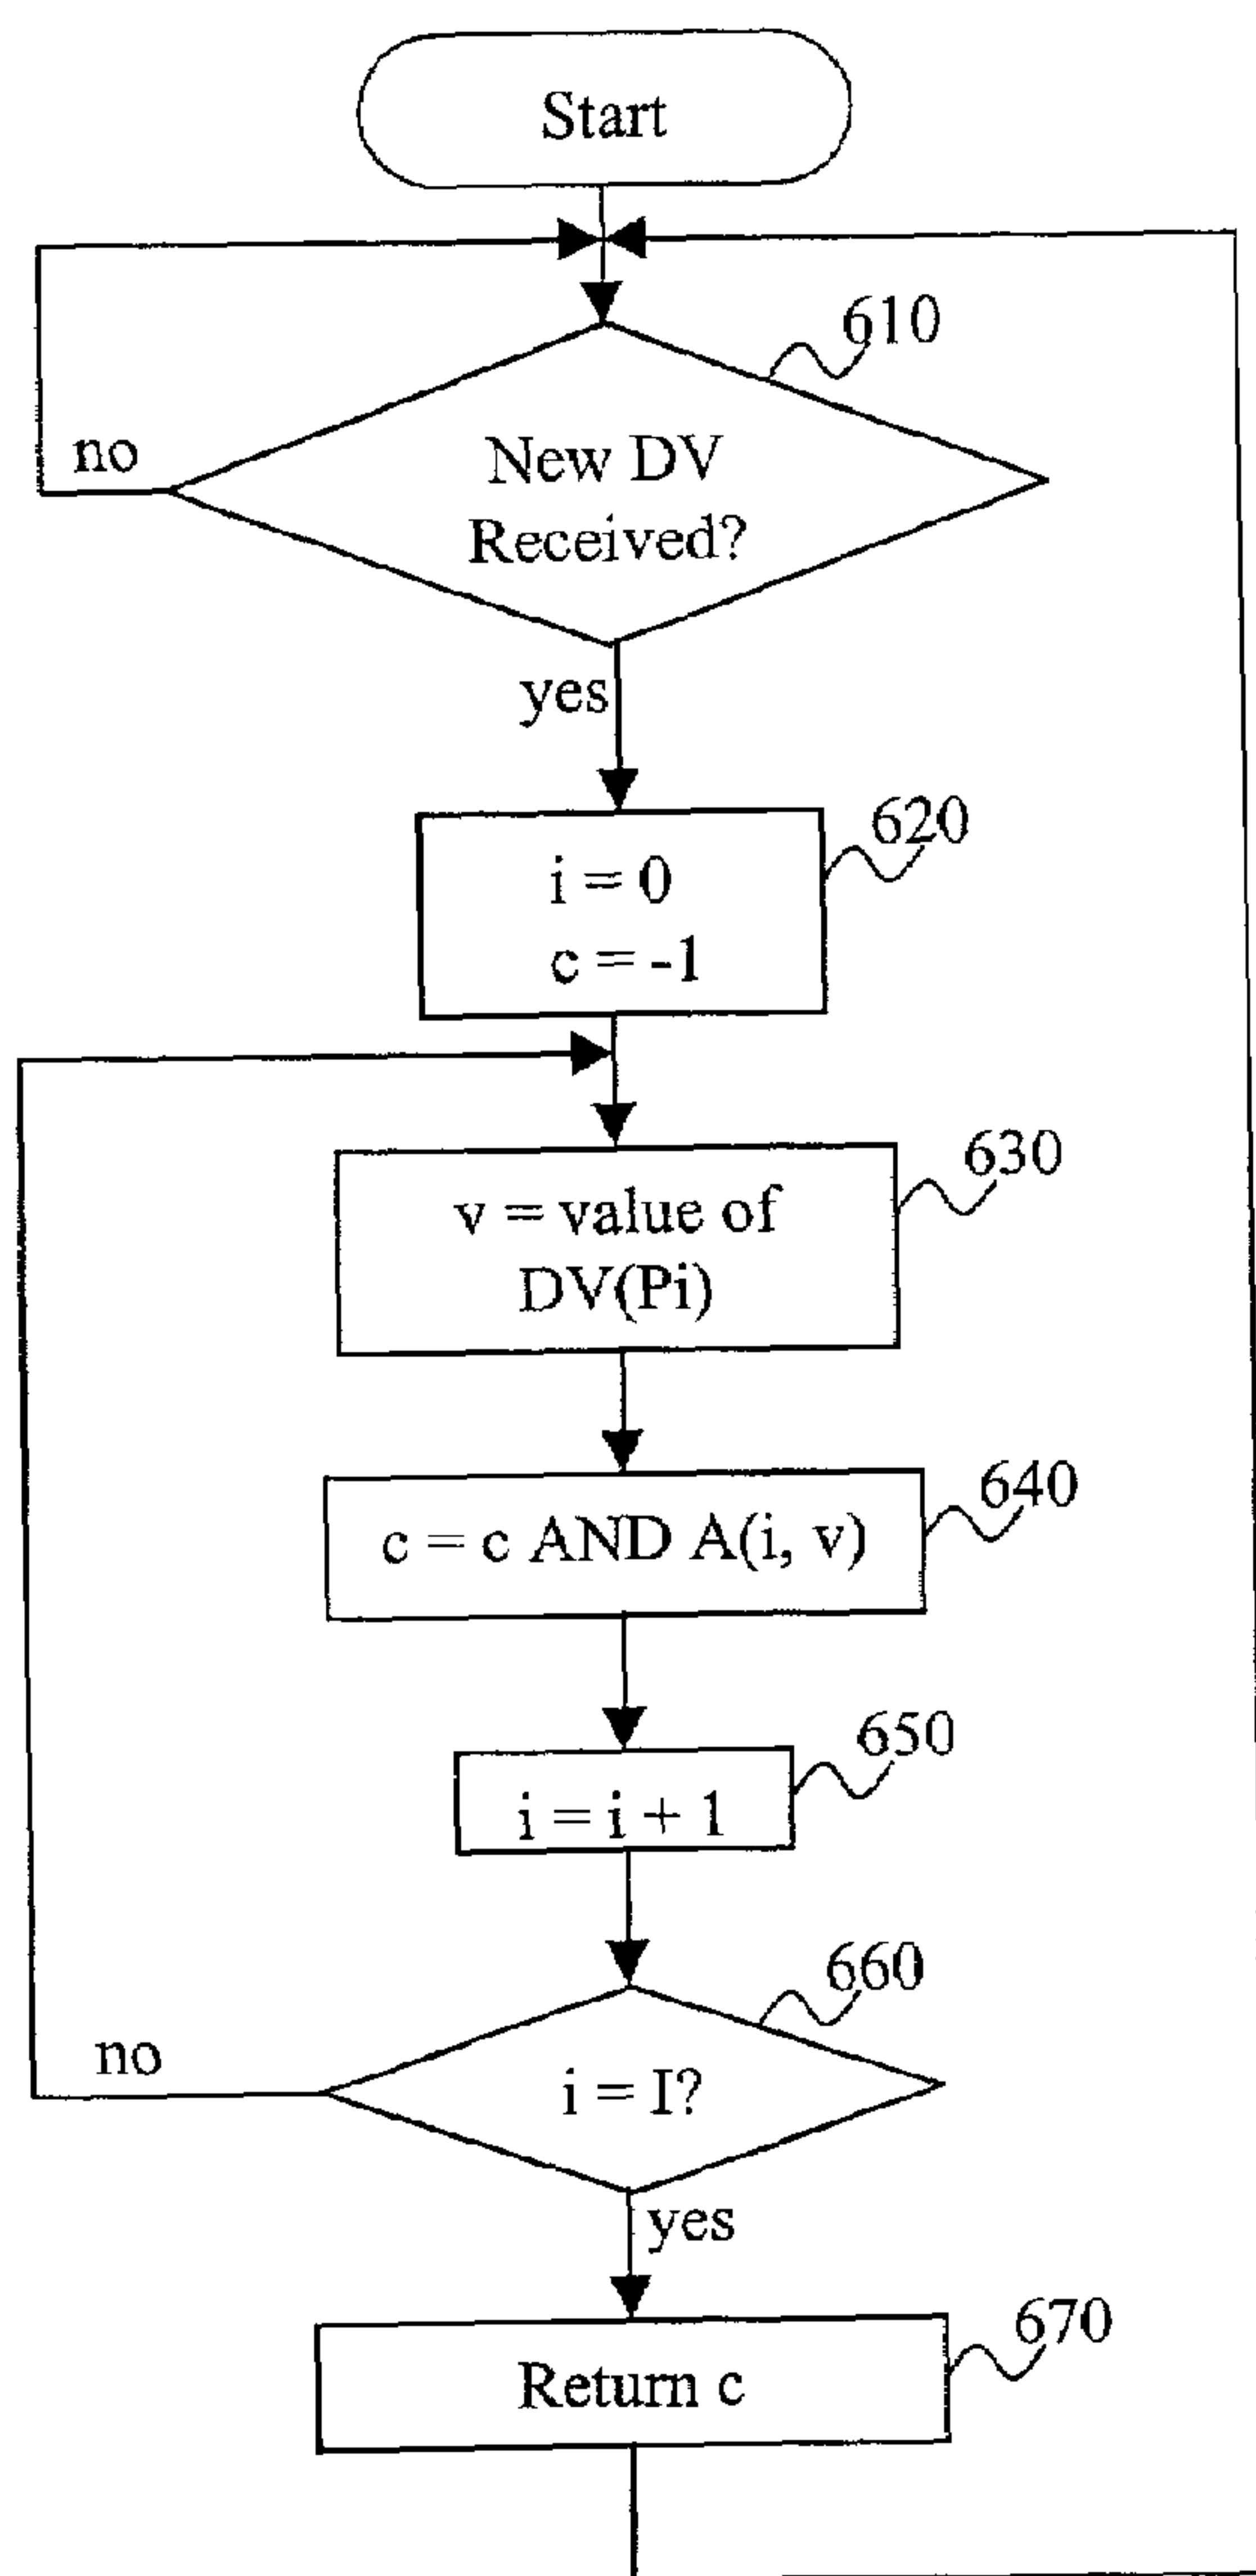 Start
610
no
New DV
Received?
yes
620
i = 0
c = -1
630
v = value of
DV(Pi)
640
c = c AND A(i, v)
650
i = i + 1
660
no
i = I?
yes
670
Return c